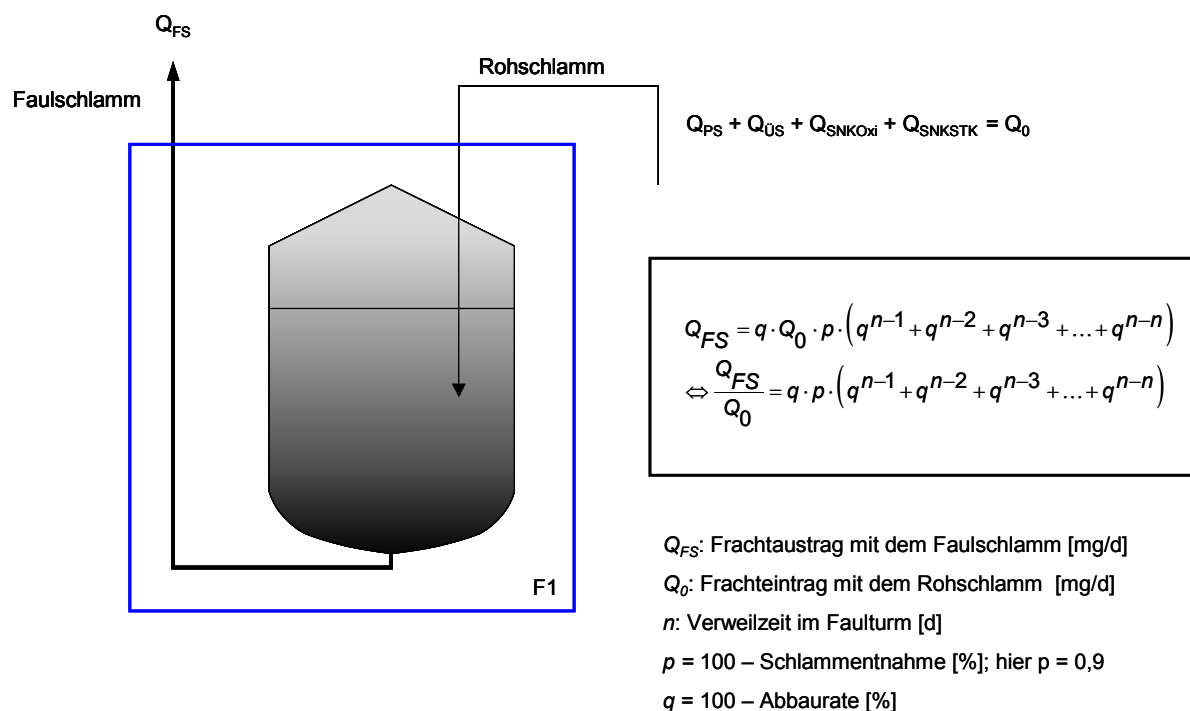 Q_FS
Faulschlamm
Rohschlamm
Q_PS + Q_ÜS + Q_SNKOxi + Q_SNKSTK = Q_0
Q_FS = q · Q_0 · p · (q^{n–1} + q^{n–2} + q^{n–3} + ... + q^{n–n})
⇔ Q_FS / Q_0 = q · p · (q^{n–1} + q^{n–2} + q^{n–3} + ... + q^{n–n})
F1
Q_FS: Frachtaustrag mit dem Faulschlamm [mg/d]
Q_0: Frachteintrag mit dem Rohschlamm [mg/d]
n: Verweilzeit im Faulturm [d]
p = 100 – Schlammentnahme [%]; hier p = 0,9
q = 100 – Abbaurate [%]